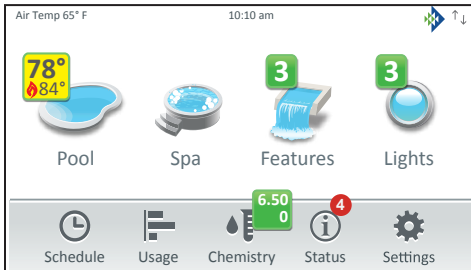 Air Temp 65° F 10:10 am
78°
84°
3
3
Pool Spa Features Lights
6.50
0
4
Schedule Usage Chemistry Status Settings